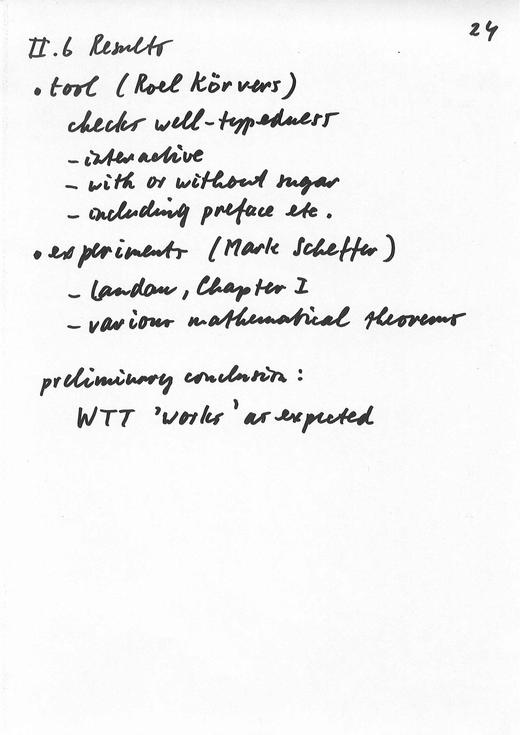 24
II.6 Results
• tool (Roel Körvers)
checks well-typedness
- interactive
- with or without sugar
- including preface etc.
• experiments (Mark Scheffer)
- Landau, Chapter I
- various mathematical theorems
preliminary conclusion:
WTT 'works' as expected